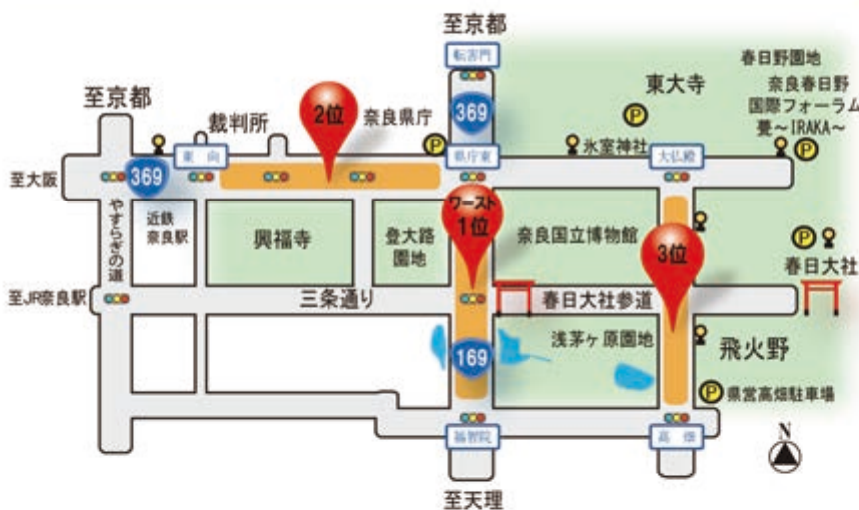 至京都
転害門
369
春日野園地
奈良春日野
国際フォーラム
甍～IRAKA～
東大寺
至京都
裁判所
2位
奈良県庁
P
P
P
東向
県庁東
氷室神社
大仏殿
至大阪
369
近鉄
奈良駅
やすらぎの道
興福寺
登大路
園地
ワースト
1位
奈良国立博物館
3位
P
春日大社
至JR奈良駅
三条通り
春日大社参道
169
浅茅ヶ原園地
飛火野
P
県営高畑駐車場
福智院
高畑
N
至天理